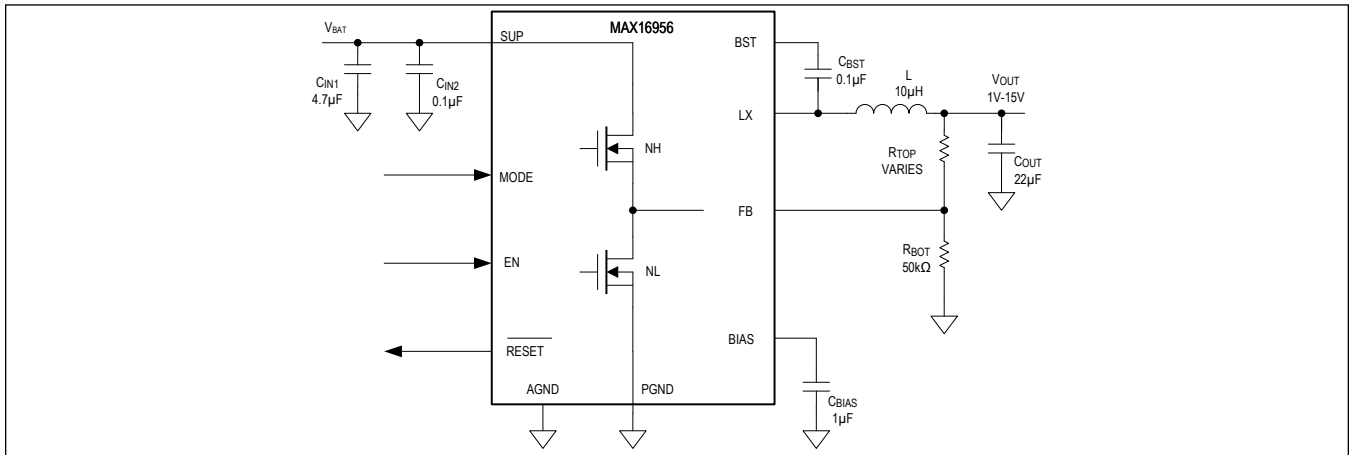 MAX16956
VBAT
SUP
BST
CIN1
4.7µF
CIN2
0.1µF
CBST
0.1µF
L
10µH
VOUT
1V-15V
LX
NH
RTOP
VARIES
COUT
22µF
MODE
FB
RBOT
50kΩ
EN
NL
BIAS
RESET
AGND
PGND
CBIAS
1µF